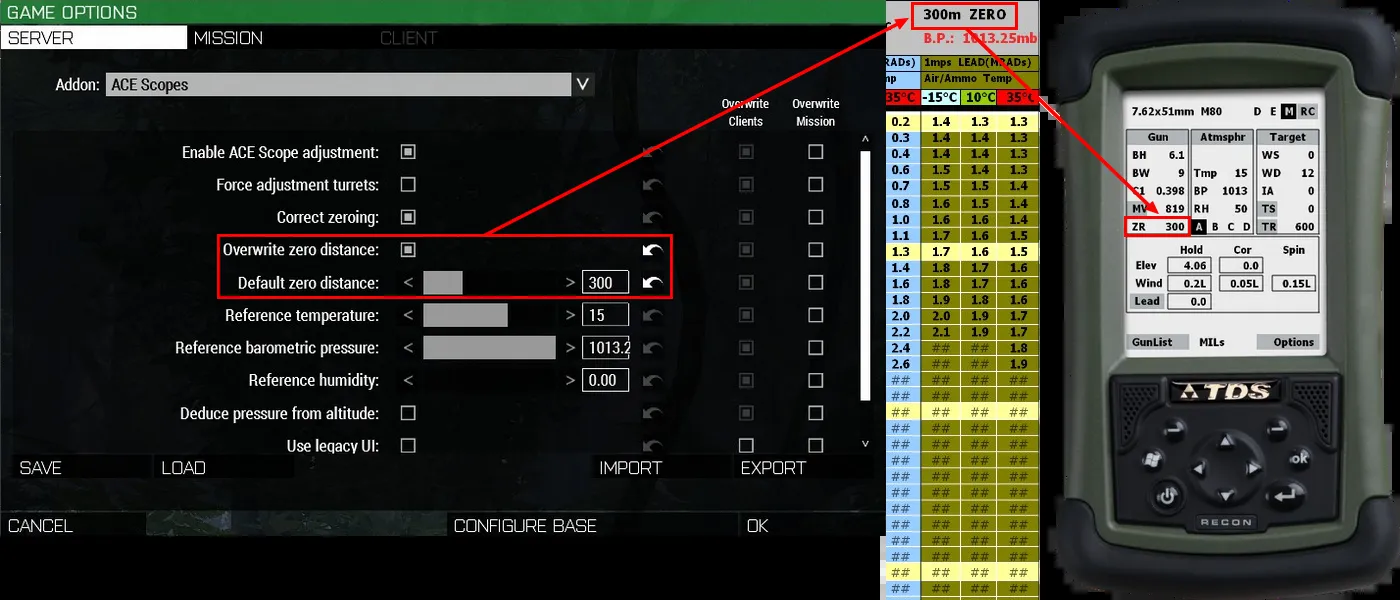 GAME OPTIONS
SERVER MISSION CLIENT
Addon: ACE Scopes
Overwrite Clients
Overwrite Mission
Enable ACE Scope adjustment:
Force adjustment turrets:
Correct zeroing:
Overwrite zero distance:
Default zero distance: < > 300
Reference temperature: < > 15
Reference barometric pressure: < > 1013.2
Reference humidity: < > 0.00
Deduce pressure from altitude:
Use legacy UI:
SAVE LOAD IMPORT EXPORT
CANCEL CONFIGURE BASE OK
300m ZERO
B.P.: 1013.25mb
RADs) 1mps LEAD(MRADs)
mp Air/Ammo Temp
35°C -15°C 10°C 35°C
0.2 1.4 1.3 1.3
0.3 1.4 1.4 1.3
0.4 1.4 1.4 1.3
0.6 1.5 1.4 1.3
0.7 1.5 1.5 1.4
0.8 1.6 1.5 1.4
1.0 1.6 1.6 1.4
1.1 1.7 1.6 1.5
1.3 1.7 1.6 1.5
1.4 1.8 1.7 1.6
1.6 1.8 1.7 1.6
1.8 1.9 1.8 1.6
2.0 2.0 1.9 1.7
2.2 2.1 1.9 1.7
2.4 ## ## 1.8
2.6 ## ## 1.9
## ## ## ##
## ## ## ##
## ## ## ##
## ## ## ##
## ## ## ##
## ## ## ##
## ## ## ##
## ## ## ##
## ## ## ##
## ## ## ##
## ## ## ##
## ## ## ##
## ## ## ##
## ## ## ##
7.62x51mm M80 D E M RC
Gun Atmsphr Target
BH 6.1 WS 0
BW 9 Tmp 15 WD 12
C1 0.398 BP 1013 IA 0
MV 819 RH 50 TS 0
ZR 300 A B C D TR 600
Hold Cor Spin
Elev 4.06 0.0
Wind 0.2L 0.05L 0.15L
Lead 0.0
GunList MILs Options
TDS
ok
RECON